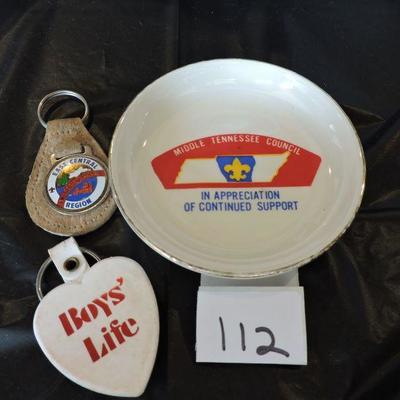 MIDDLE TENNESSEE COUNCIL
IN APPRECIATION
OF CONTINUED SUPPORT
EAST CENTRAL
REGION
Boys'
Life
112